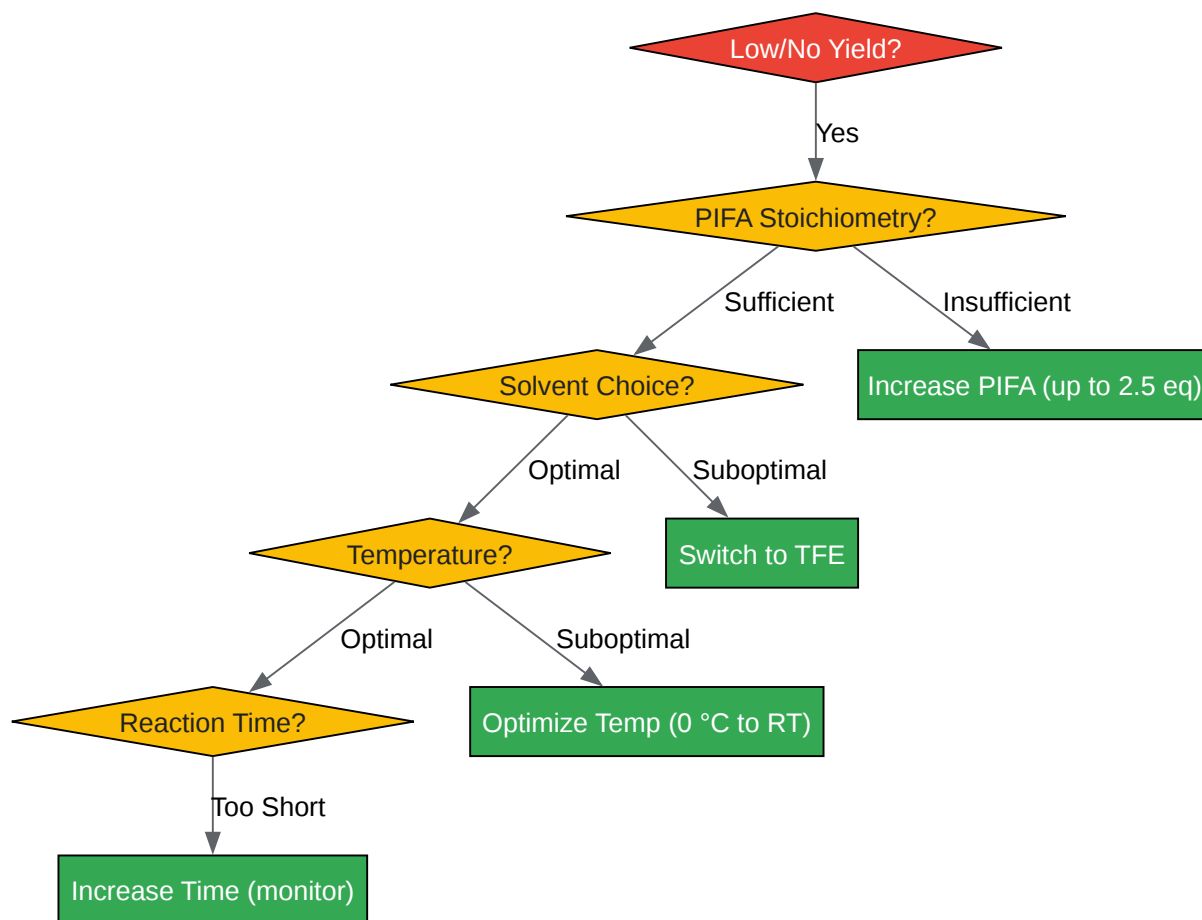 Low/No Yield?
Yes
PIFA Stoichiometry?
Sufficient
Insufficient
Solvent Choice?
Increase PIFA (up to 2.5 eq)
Optimal
Suboptimal
Temperature?
Switch to TFE
Optimal
Suboptimal
Reaction Time?
Optimize Temp (0 °C to RT)
Too Short
Increase Time (monitor)